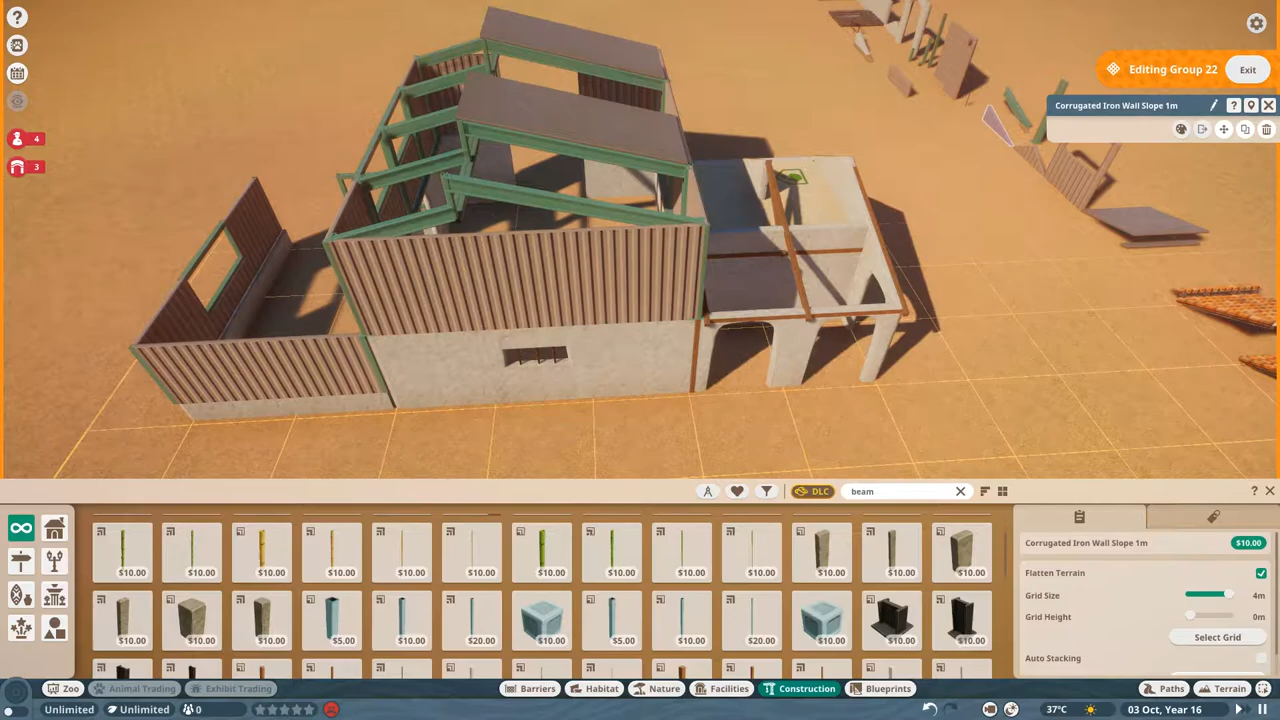 ?
Editing Group 22
Exit
Corrugated Iron Wall Slope 1m
?
4
3
DLC
beam
?
$10.00 $10.00 $10.00 $10.00 $10.00 $10.00 $10.00 $10.00 $10.00 $10.00 $10.00 $10.00 $10.00
$10.00 $10.00 $10.00 $5.00 $10.00 $20.00 $10.00 $5.00 $10.00 $20.00 $10.00 $10.00 $10.00
Corrugated Iron Wall Slope 1m $10.00
Flatten Terrain
Grid Size 4m
Grid Height 0m
Select Grid
Auto Stacking
Zoo Animal Trading Exhibit Trading Barriers Habitat Nature Facilities Construction Blueprints Paths Terrain
Unlimited Unlimited 0 37°C 03 Oct, Year 16